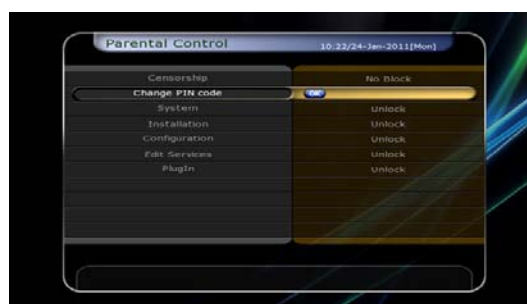 Parental Control 10:22/24-Jan-2011[Mon]
Censorship No Block
Change PIN code OK
System Unlock
Installation Unlock
Configuration Unlock
Edit Services Unlock
PlugIn Unlock